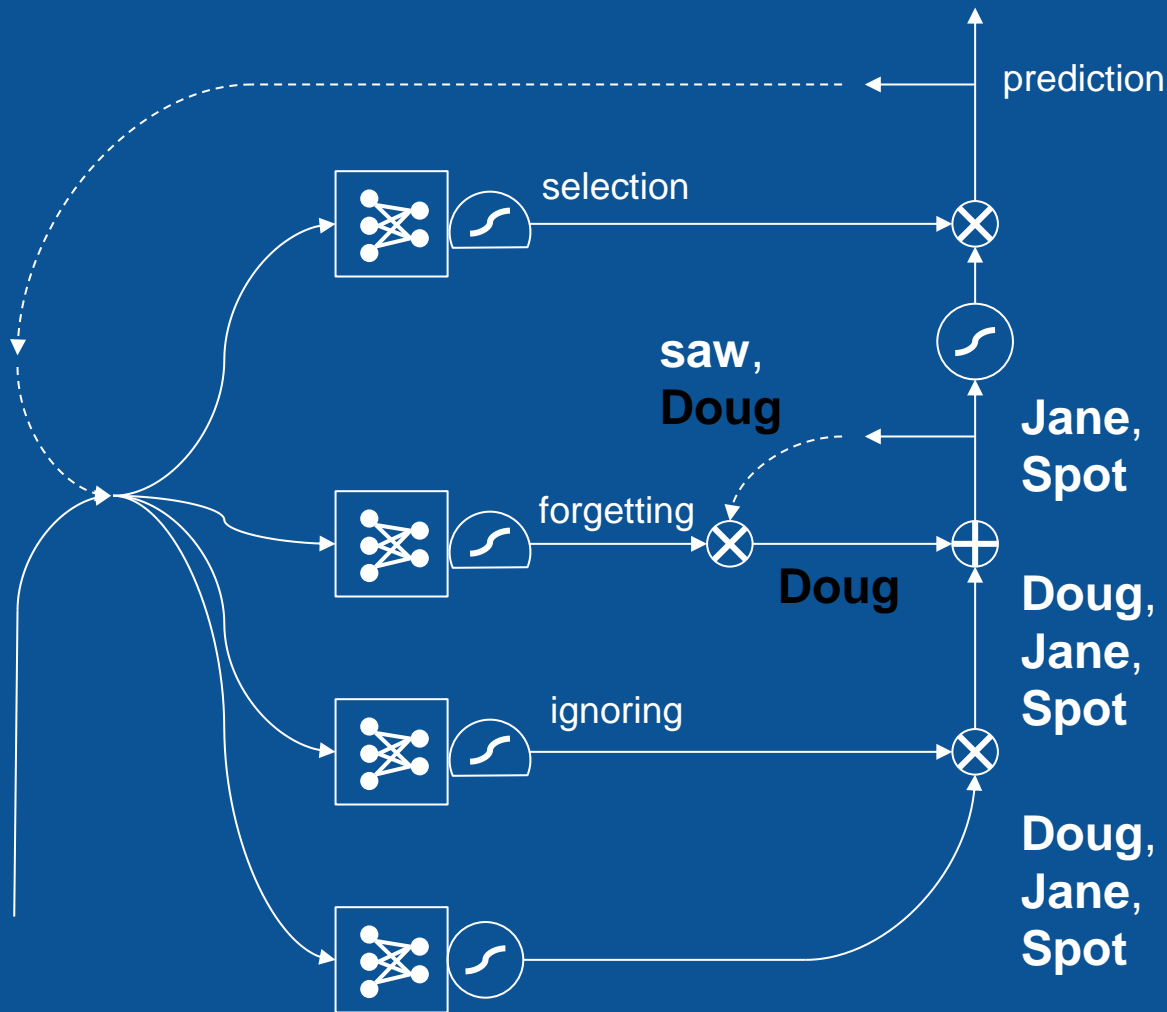 prediction
selection
saw,
Doug
Jane,
Spot
forgetting
Doug
Doug,
Jane,
Spot
ignoring
Doug,
Jane,
Spot